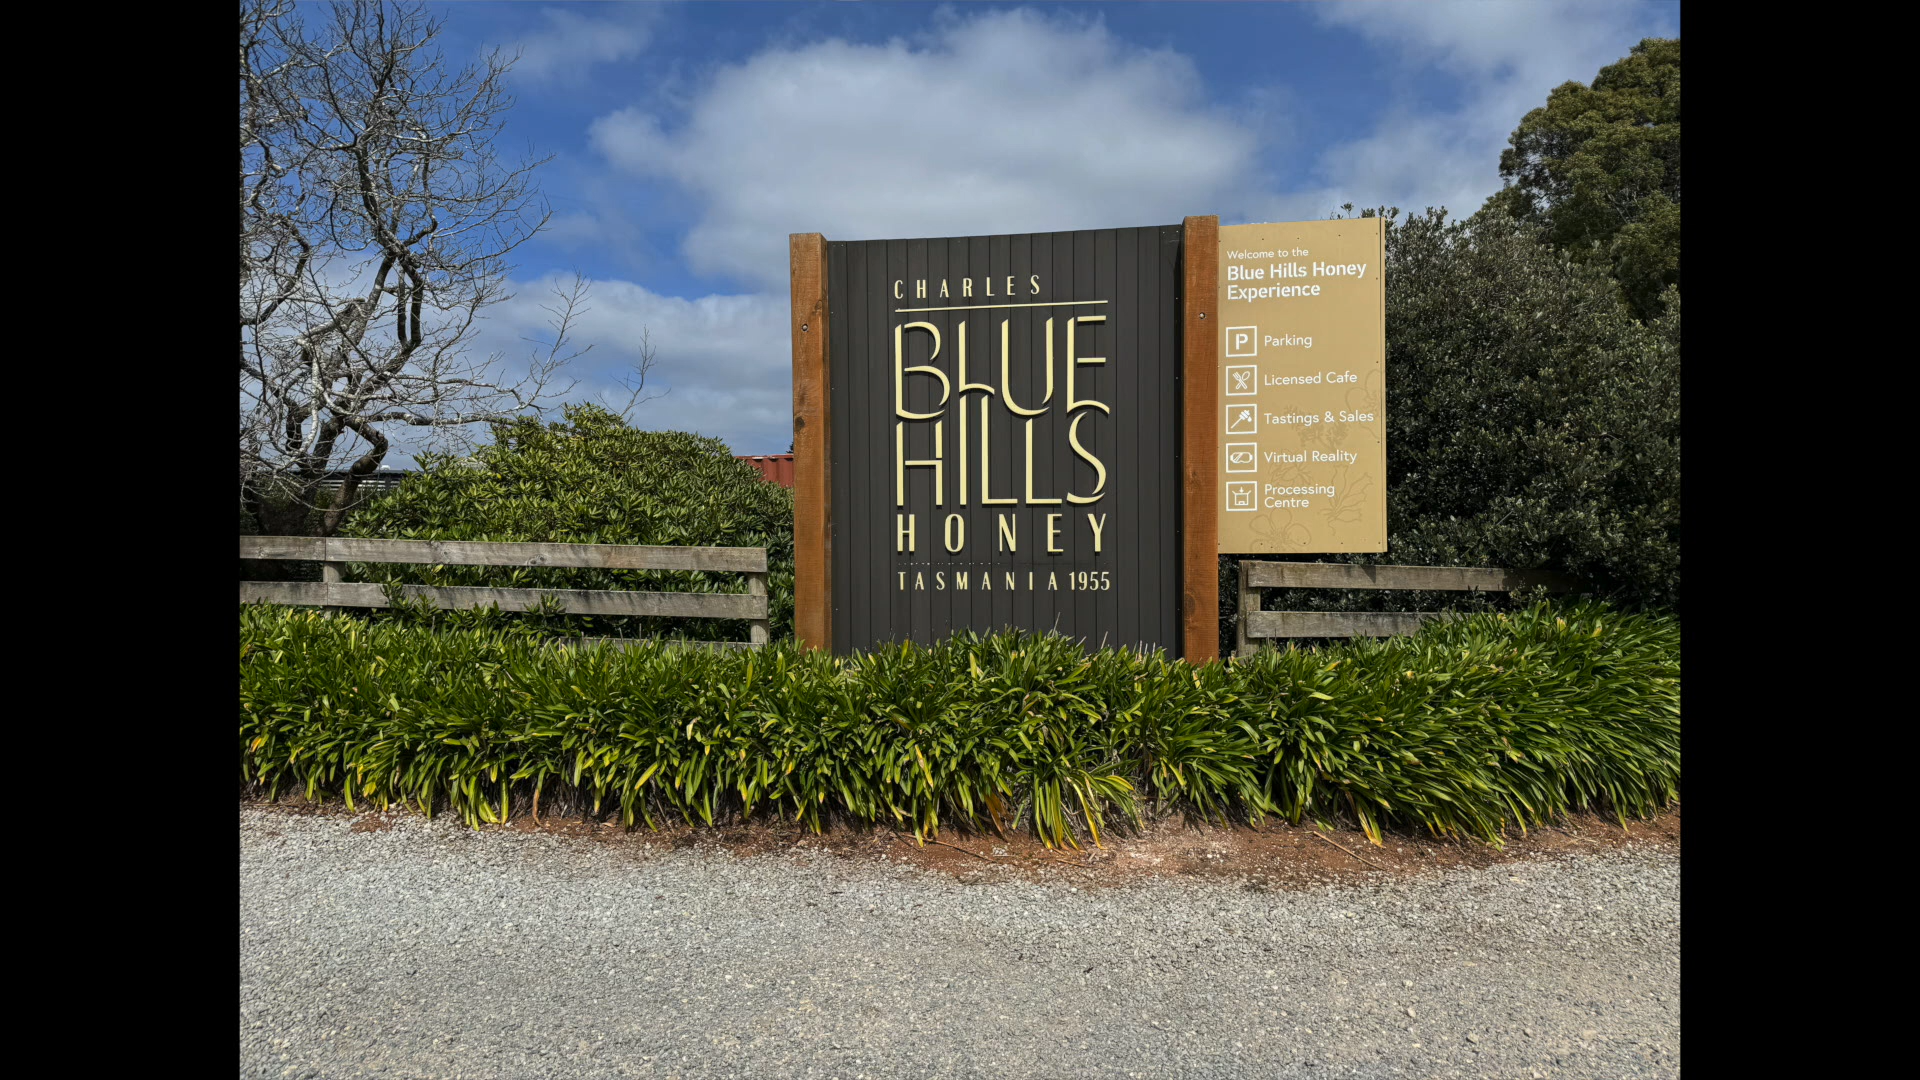 CHARLES
BLUE
HILLS
HONEY
TASMANIA 1955
Welcome to the
Blue Hills Honey
Experience
P Parking
Licensed Cafe
Tastings & Sales
Virtual Reality
Processing
Centre